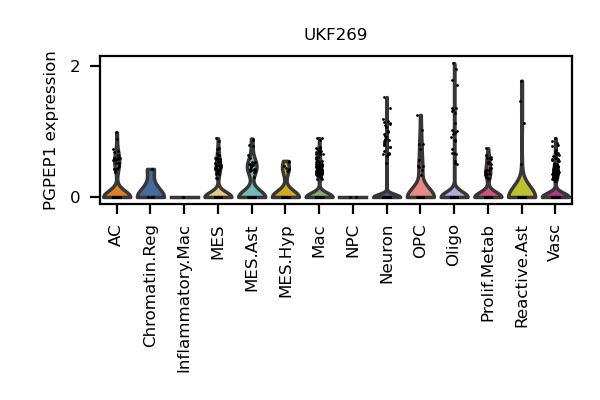 UKF269
PGPEP1 expression
2
0
AC
Chromatin.Reg
Inflammatory.Mac
MES
MES.Ast
MES.Hyp
Mac
NPC
Neuron
OPC
Oligo
Prolif.Metab
Reactive.Ast
Vasc